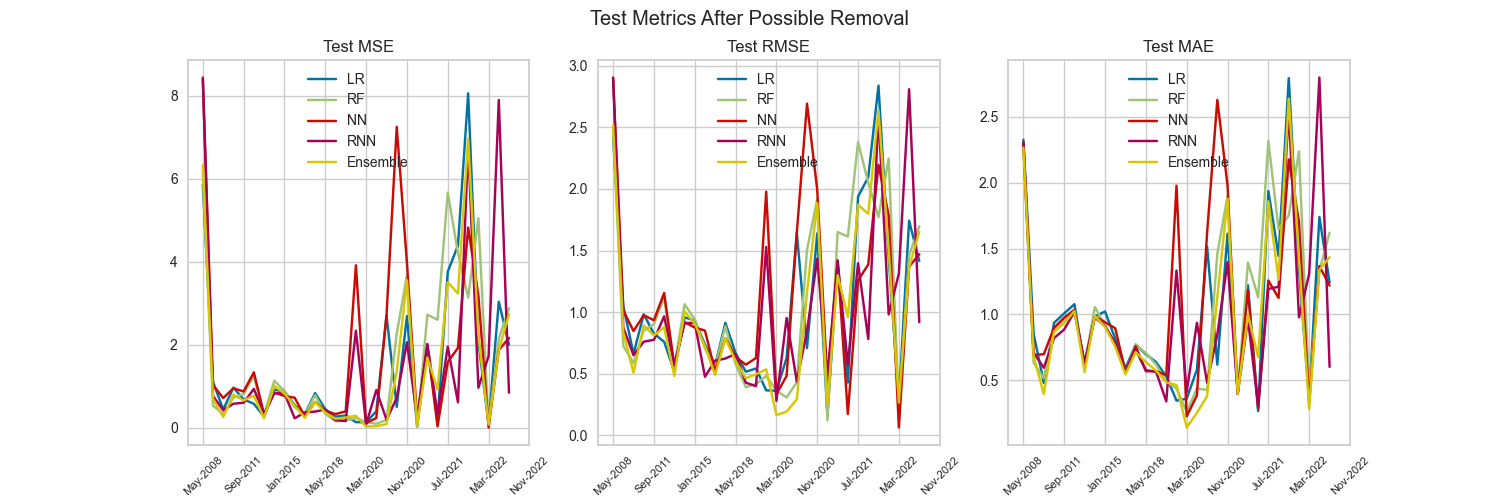 Test Metrics After Possible Removal
Test MSE
LR
RF
NN
RNN
Ensemble
8
6
4
2
0
May-2008
Sep-2011
Jan-2015
May-2018
Mar-2020
Nov-2020
Jul-2021
Mar-2022
Nov-2022
Test RMSE
LR
RF
NN
RNN
Ensemble
3.0
2.5
2.0
1.5
1.0
0.5
0.0
May-2008
Sep-2011
Jan-2015
May-2018
Mar-2020
Nov-2020
Jul-2021
Mar-2022
Nov-2022
Test MAE
LR
RF
NN
RNN
Ensemble
2.5
2.0
1.5
1.0
0.5
May-2008
Sep-2011
Jan-2015
May-2018
Mar-2020
Nov-2020
Jul-2021
Mar-2022
Nov-2022